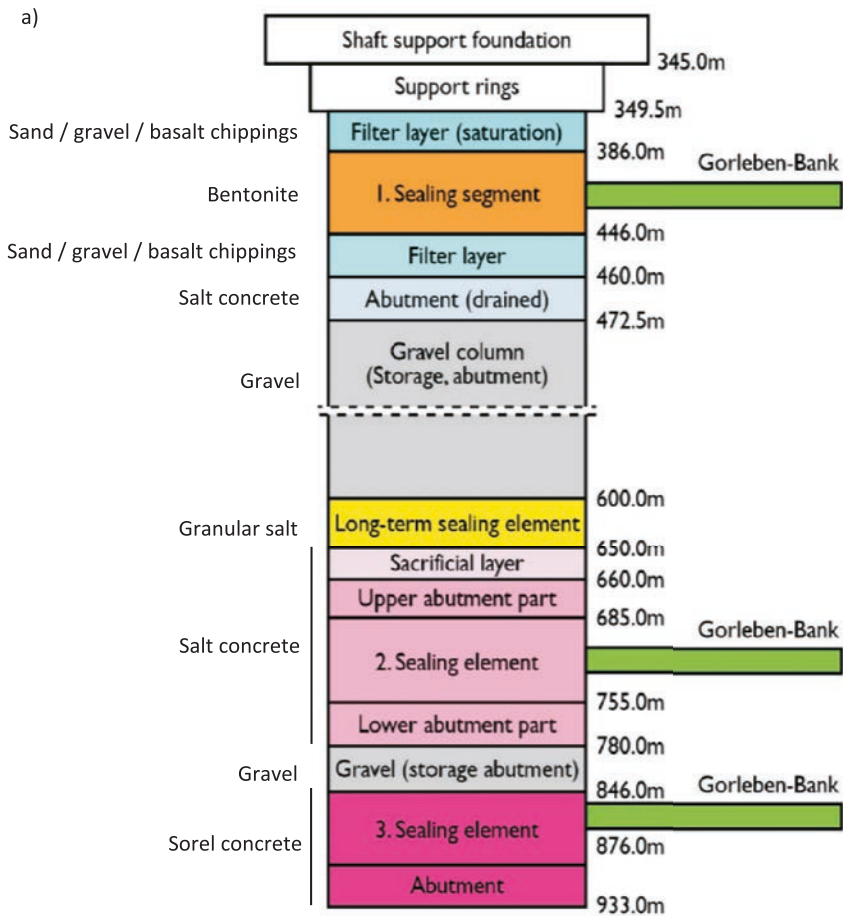 a)
Shaft support foundation
345.0m
Support rings
349.5m
Sand / gravel / basalt chippings
Filter layer (saturation)
386.0m
Gorleben-Bank
Bentonite
1. Sealing segment
446.0m
Sand / gravel / basalt chippings
Filter layer
460.0m
Salt concrete
Abutment (drained)
472.5m
Gravel column
(Storage, abutment)
Gravel
600.0m
Granular salt
Long-term sealing element
650.0m
Sacrificial layer
660.0m
Upper abutment part
685.0m
Gorleben-Bank
Salt concrete
2. Sealing element
755.0m
Lower abutment part
780.0m
Gravel
Gravel (storage abutment)
846.0m
Gorleben-Bank
Sorel concrete
3. Sealing element
876.0m
Abutment
933.0m